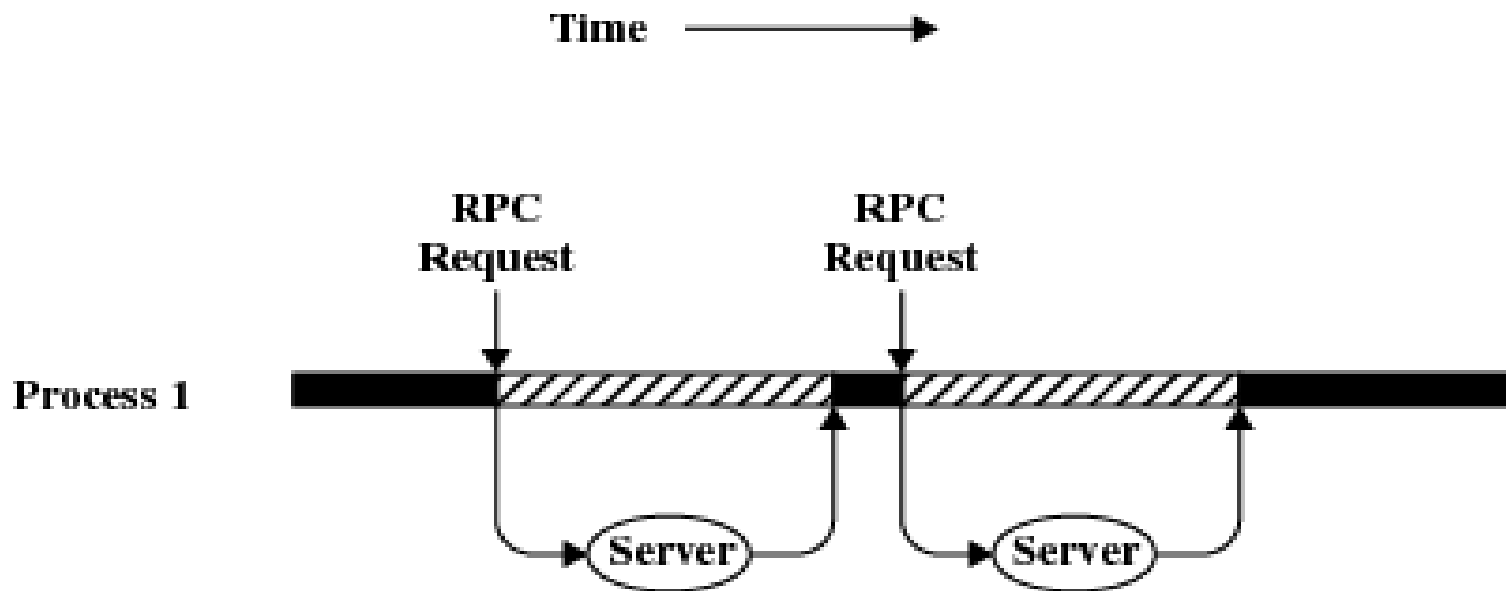 Time
RPC
Request
RPC
Request
Process 1
Server
Server